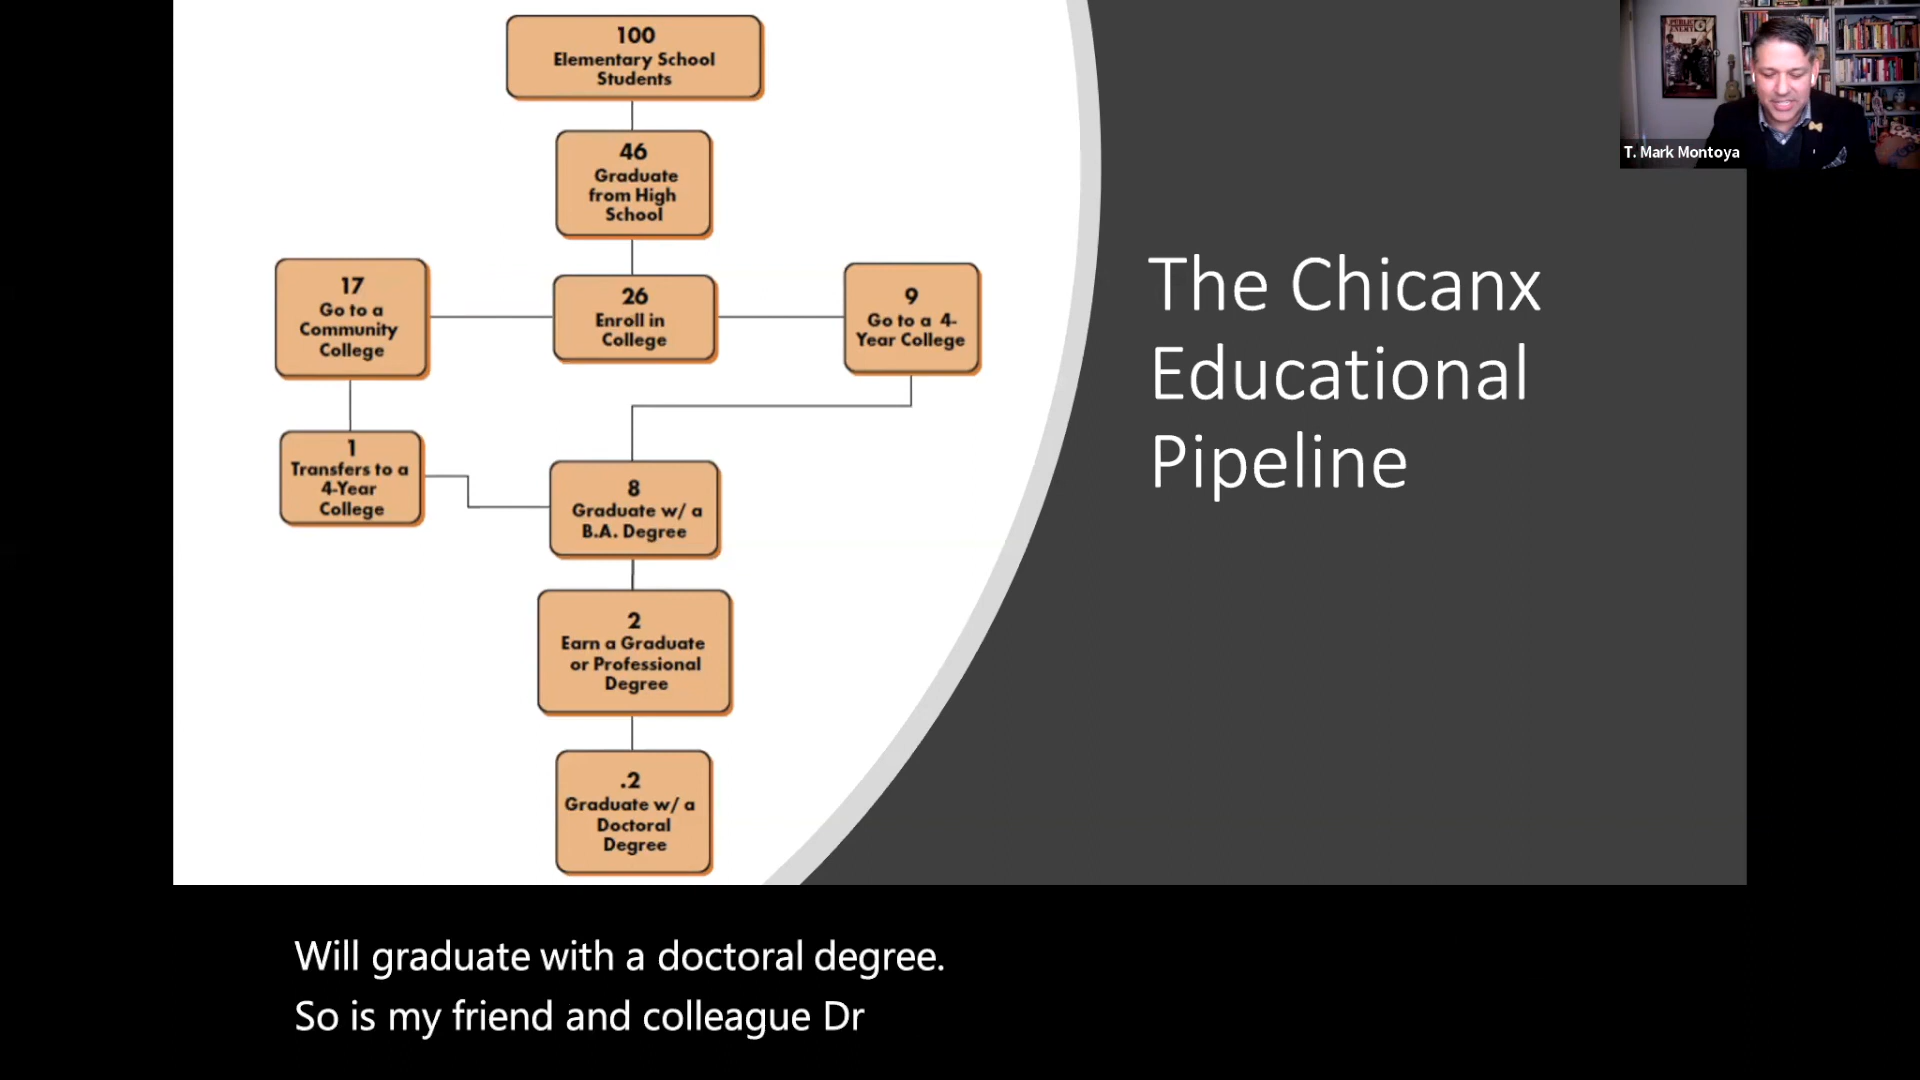 100
Elementary School
Students
46
Graduate
from High
School
17
Go to a
Community
College
26
Enroll in
College
9
Go to a 4-
Year College
1
Transfers to a
4-Year
College
8
Graduate w/ a
B.A. Degree
2
Earn a Graduate
or Professional
Degree
.2
Graduate w/ a
Doctoral
Degree
The Chicanx
Educational
Pipeline
PUBLIC
ENEMY
T. Mark Montoya
Will graduate with a doctoral degree.
So is my friend and colleague Dr